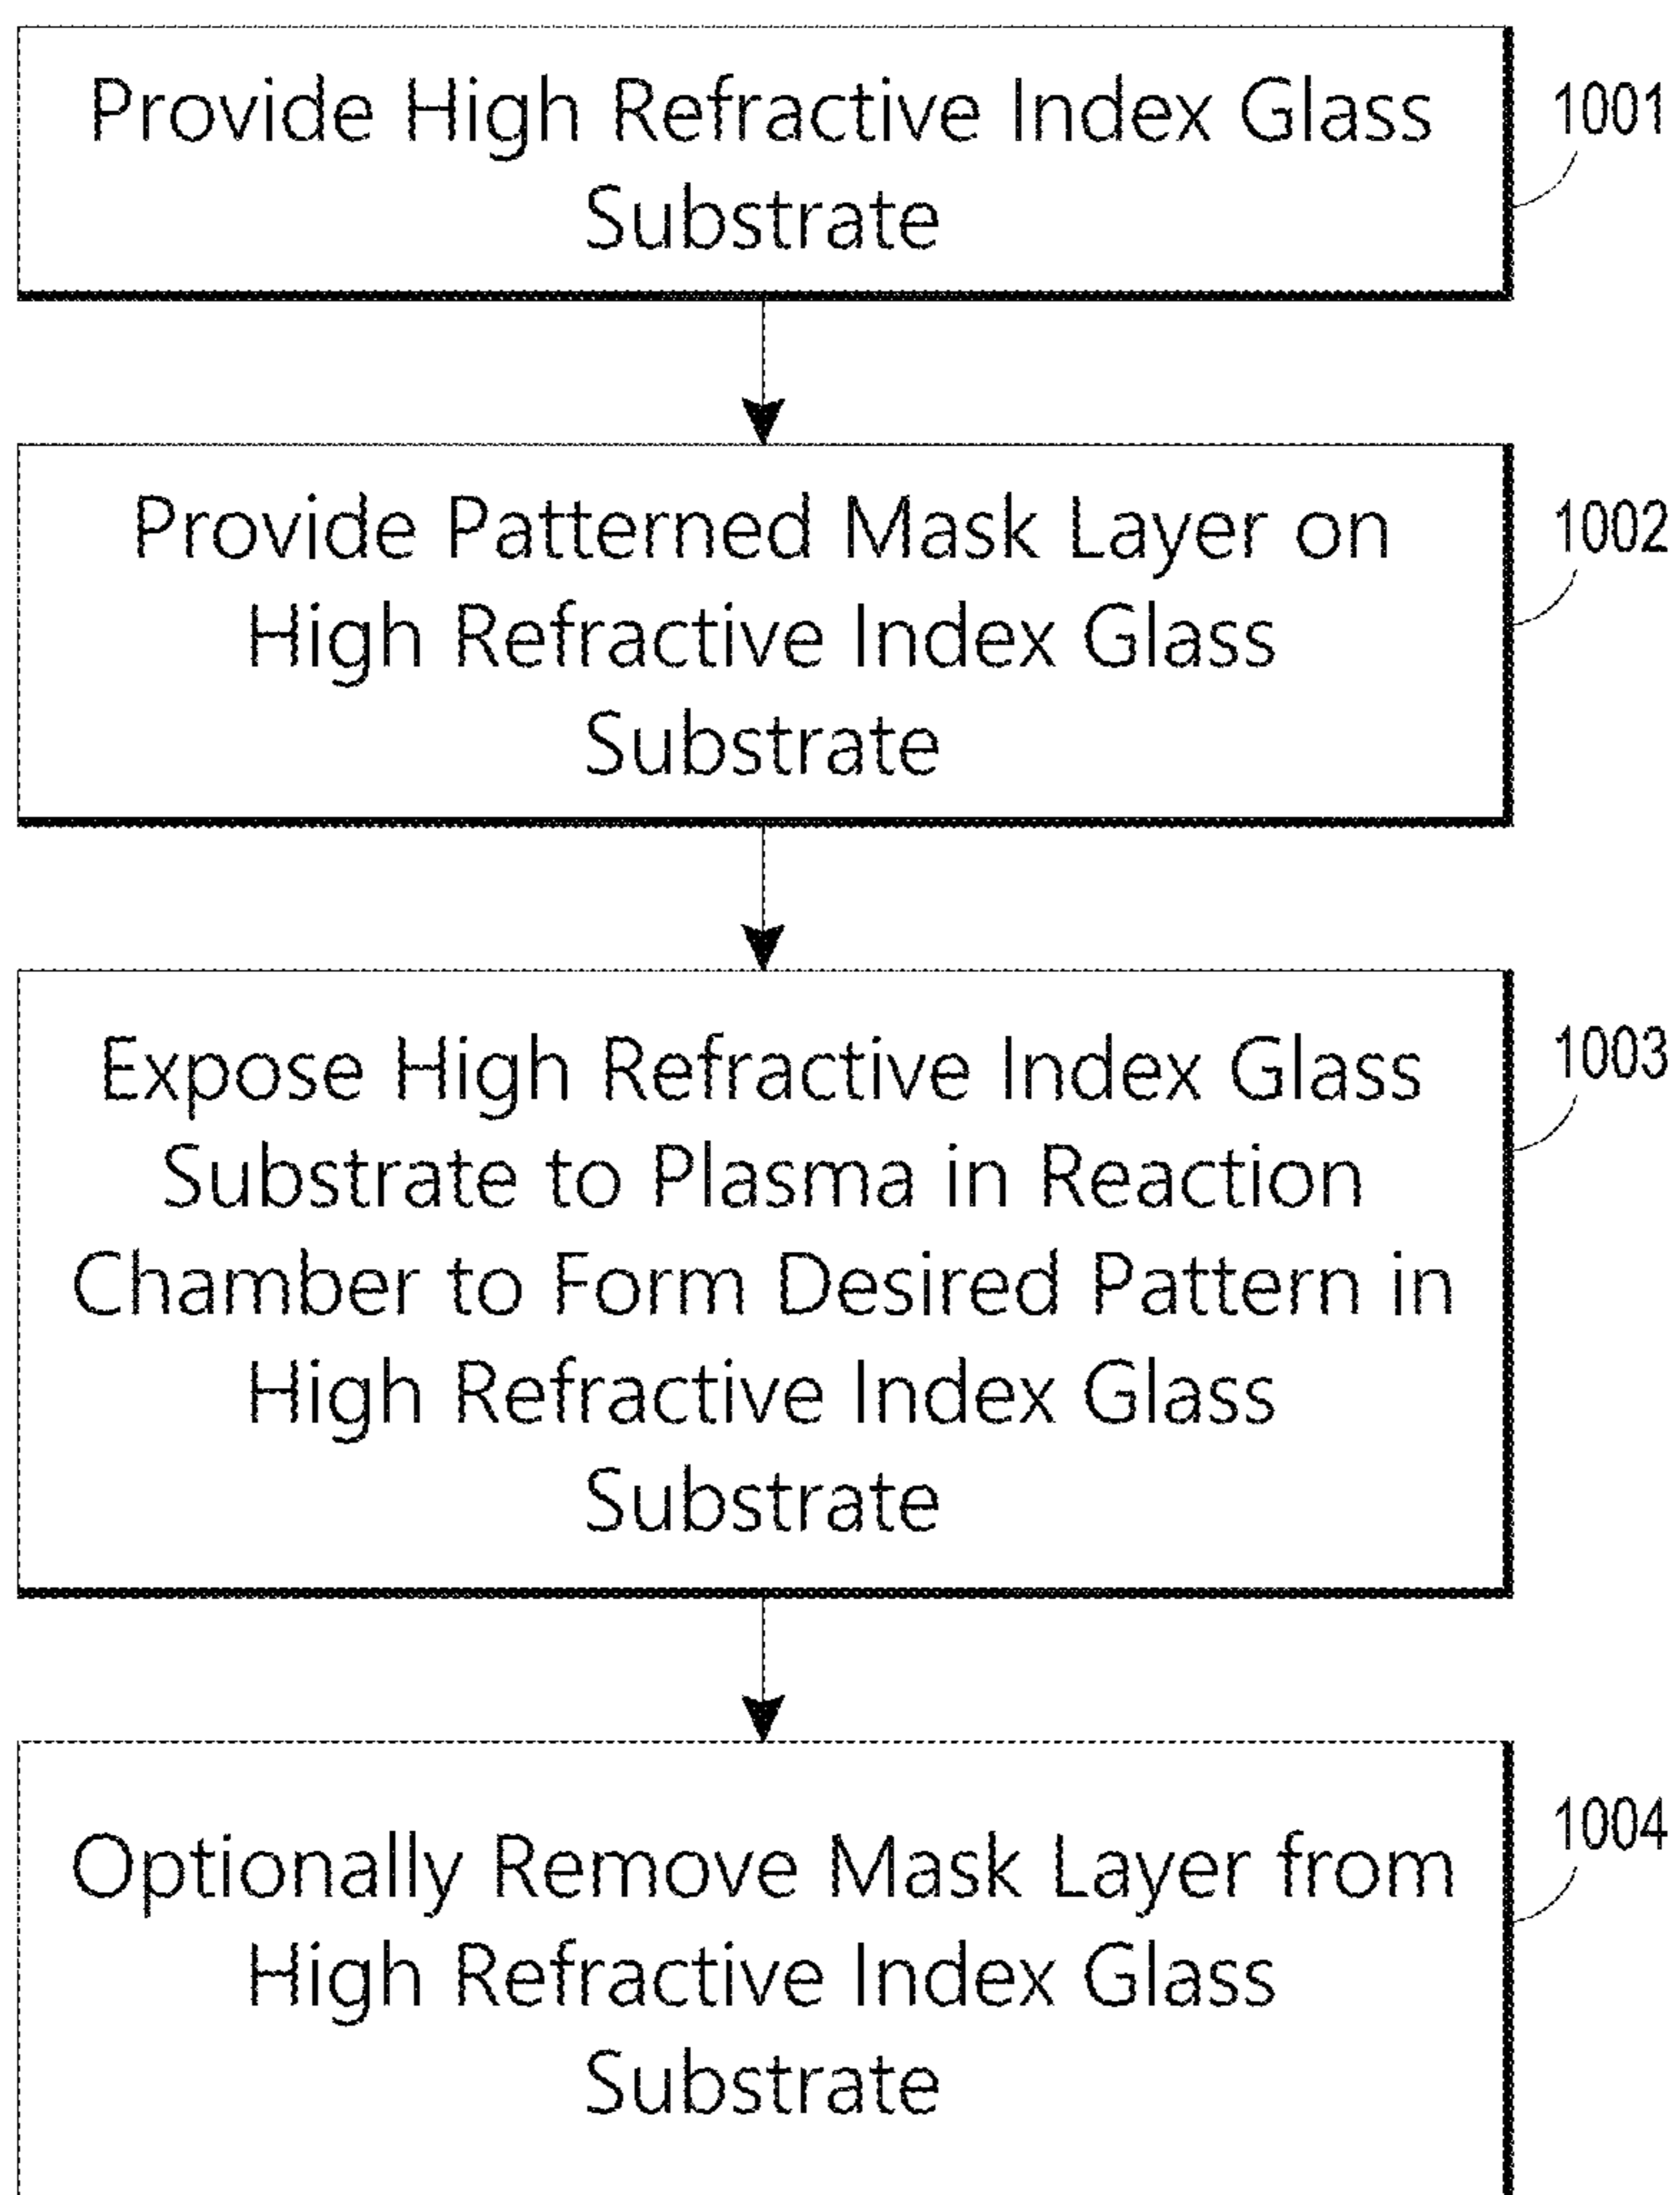 Provide High Refractive Index Glass
Substrate
1001
Provide Patterned Mask Layer on
High Refractive Index Glass
Substrate
1002
Expose High Refractive Index Glass
Substrate to Plasma in Reaction
Chamber to Form Desired Pattern in
High Refractive Index Glass
Substrate
1003
Optionally Remove Mask Layer from
High Refractive Index Glass
Substrate
1004